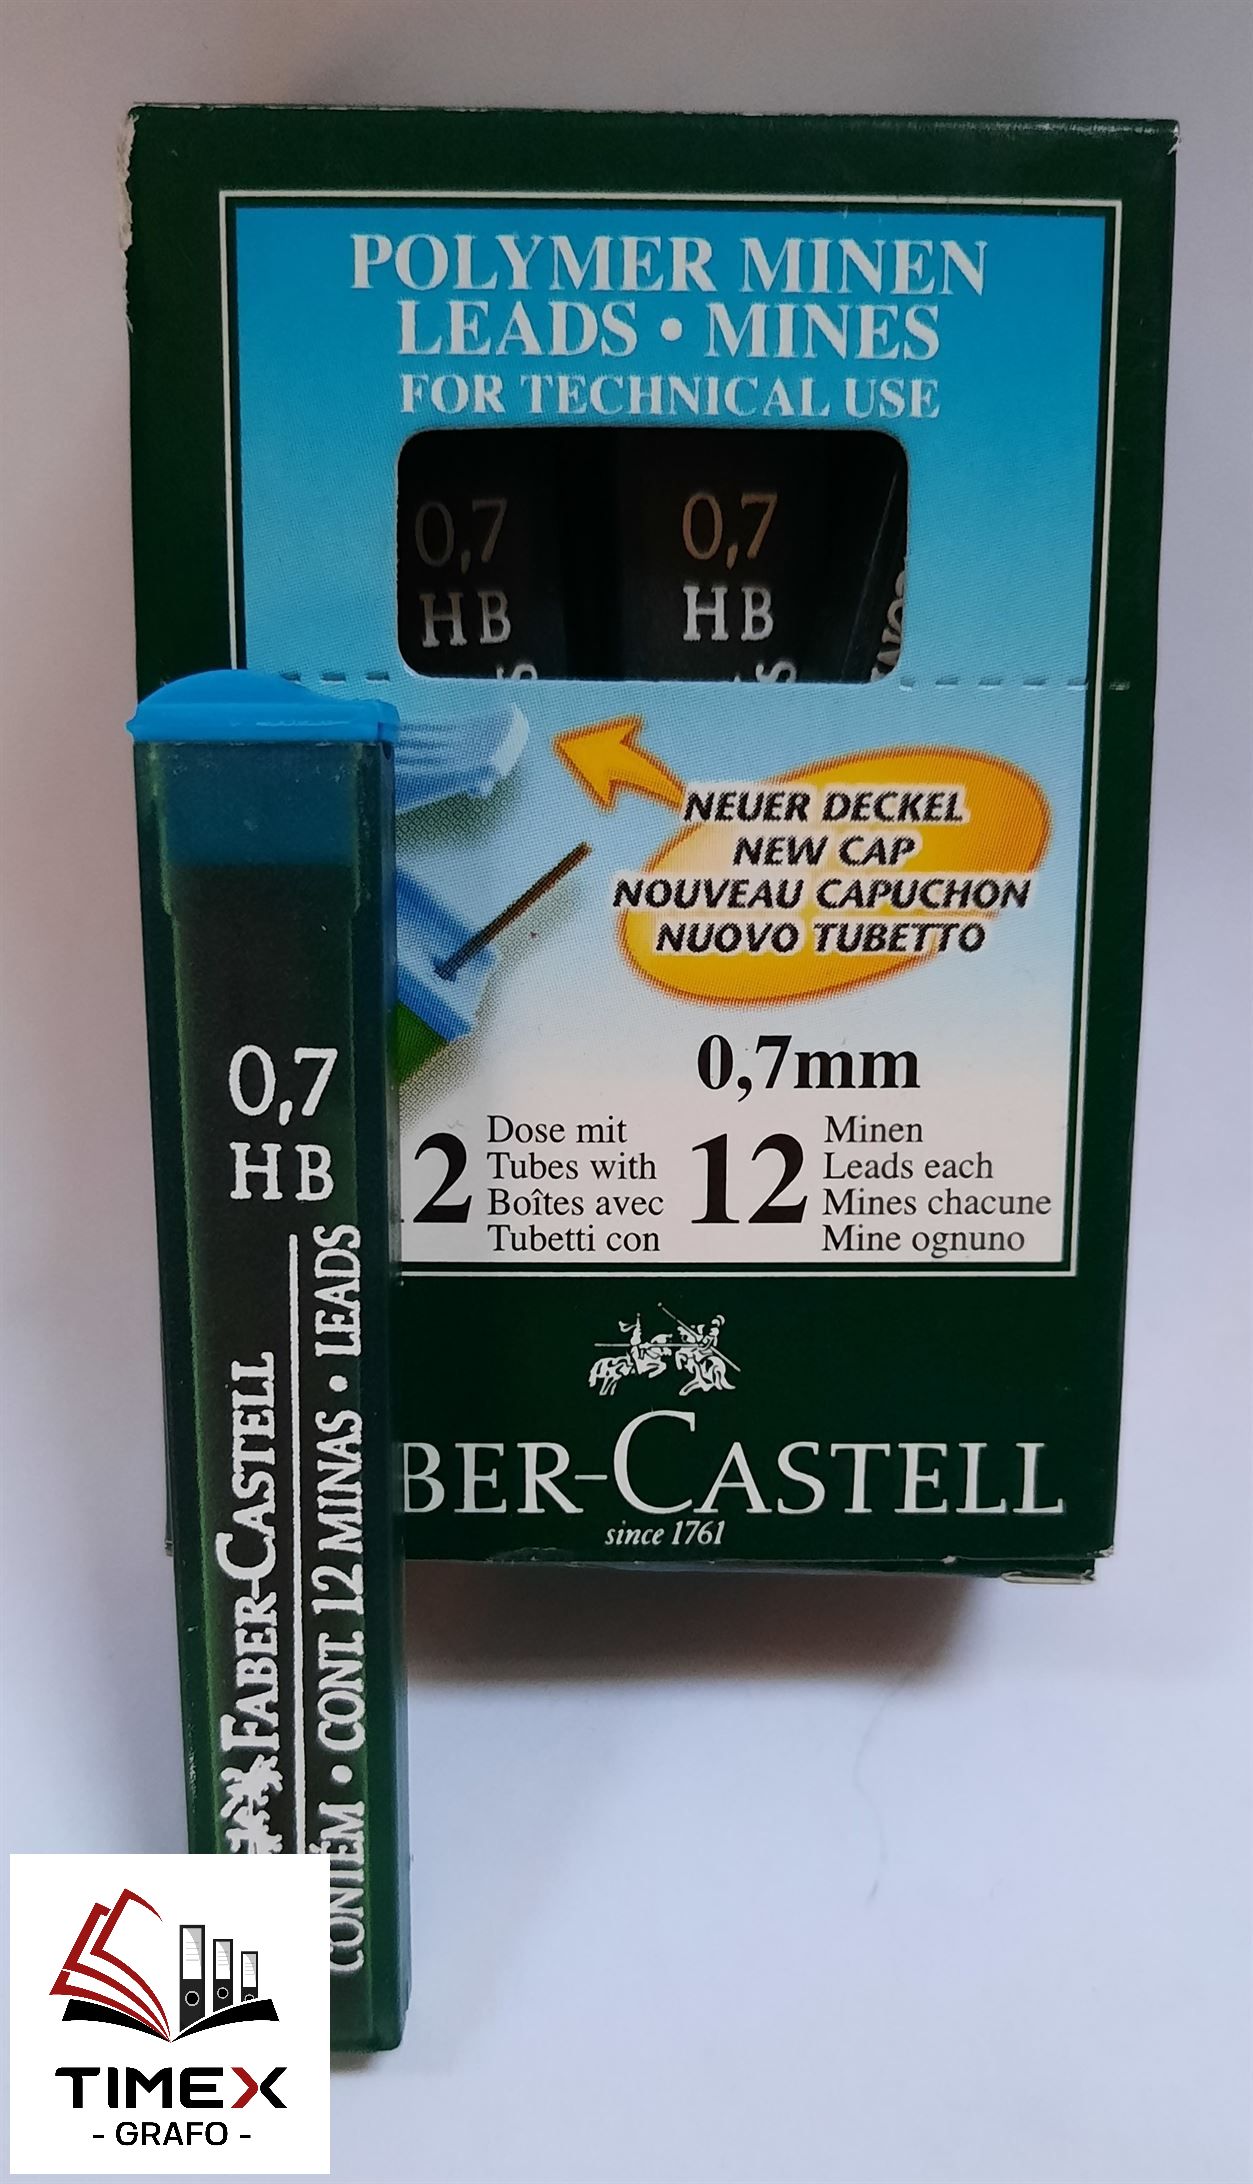 POLYMER MINEN
LEADS • MINES
FOR TECHNICAL USE
0,7
HB
0,7
HB
NEUER DECKEL
NEW CAP
NOUVEAU CAPUCHON
NUOVO TUBETTO
0,7mm
2
Dose mit
Tubes with
Boîtes avec
Tubetti con
12
Minen
Leads each
Mines chacune
Mine ognuno
BER-CASTELL
since 1761
0,7
HB
FABER-CASTELL
CONTÉM • CONT. 12 MINAS • LEADS
TIMEX
- GRAFO -